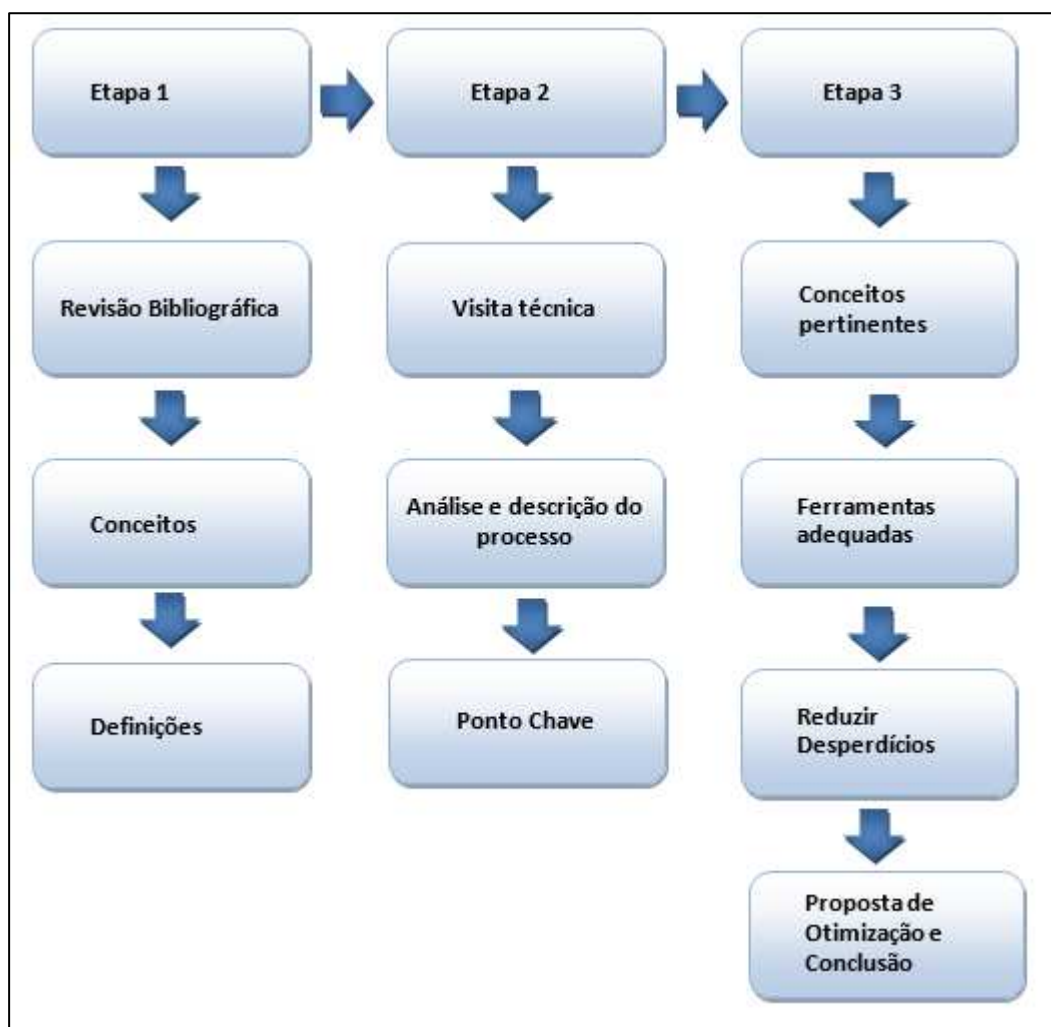 Etapa 1
Etapa 2
Etapa 3
Revisão Bibliográfica
Visita técnica
Conceitos
pertinentes
Conceitos
Análise e descrição do
processo
Ferramentas
adequadas
Definições
Ponto Chave
Reduzir
Desperdícios
Proposta de
Otimização e
Conclusão